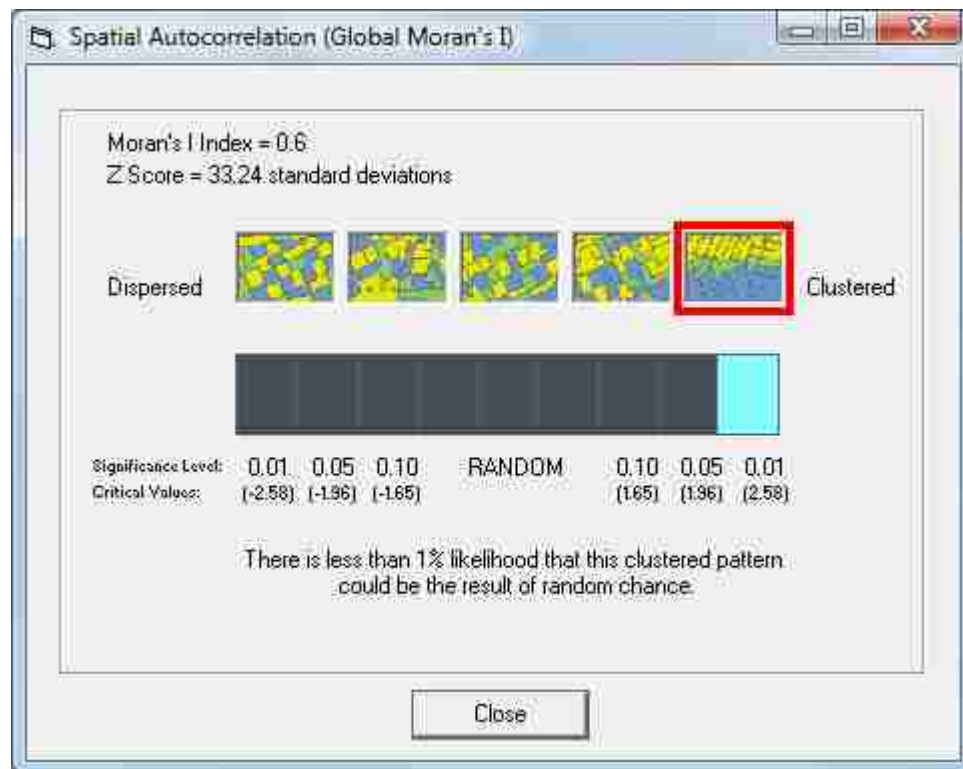 Spatial Autocorrelation (Global Moran's I)
Moran's I Index = 0.6
Z Score = 33.24 standard deviations
Dispersed
Clustered
Significance Level: 0.01 0.05 0.10 RANDOM 0.10 0.05 0.01
Critical Values: (-2.58) (-1.96) (-1.65) (1.65) (1.96) (2.58)
There is less than 1% likelihood that this clustered pattern
could be the result of random chance.
Close